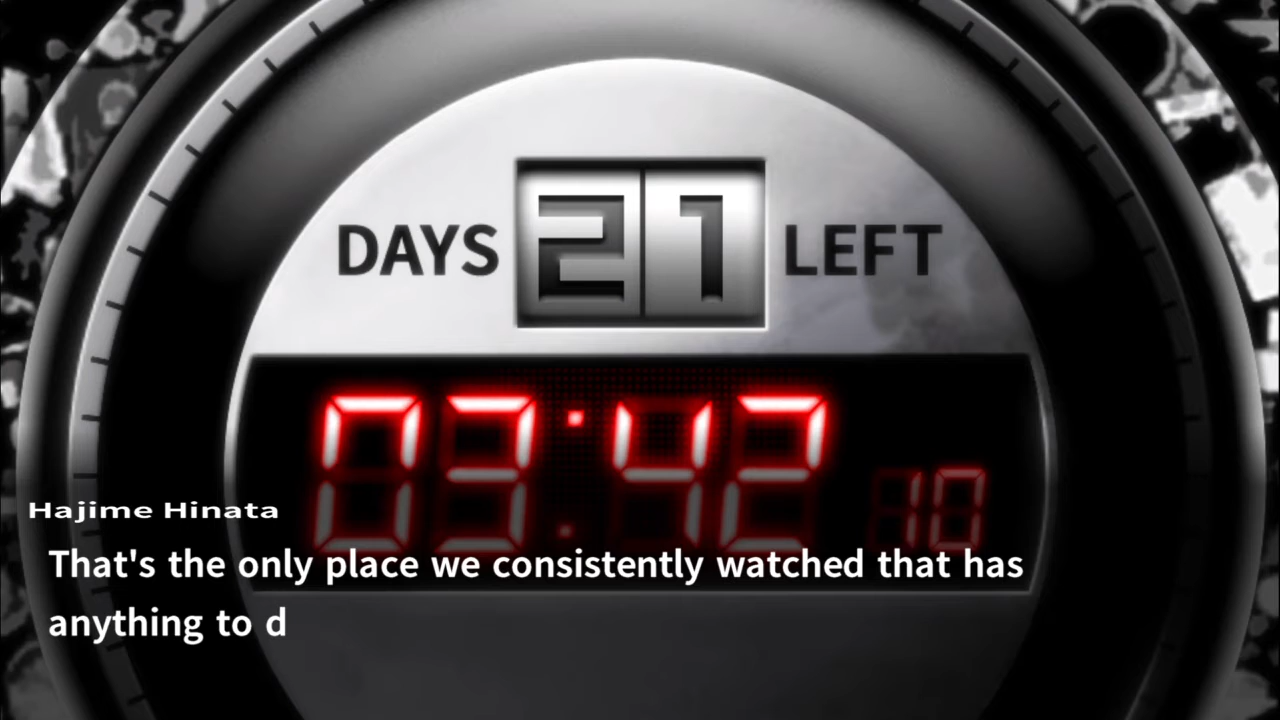 DAYS 21 LEFT
03:42 10
Hajime Hinata
That's the only place we consistently watched that has
anything to d